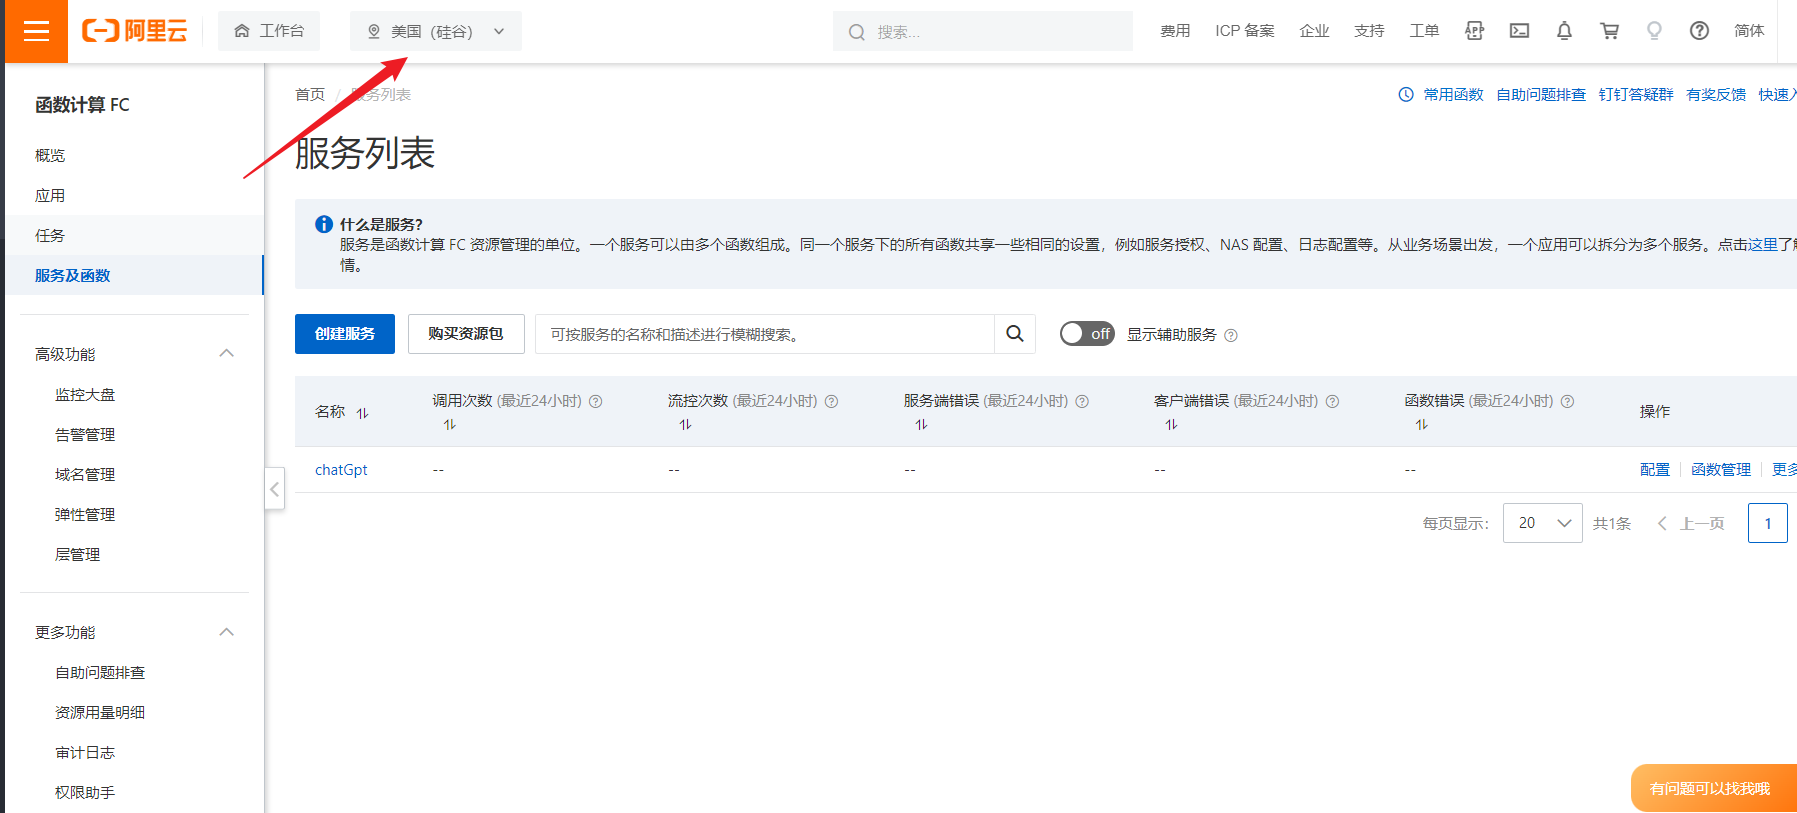 阿里云
工作台
美国（硅谷）
搜索...
费用
ICP 备案
企业
支持
工单
简体
函数计算 FC
概览
应用
任务
服务及函数
高级功能
监控大盘
告警管理
域名管理
弹性管理
层管理
更多功能
自助问题排查
资源用量明细
审计日志
权限助手
首页 / 服务列表
常用函数
自助问题排查
钉钉答疑群
有奖反馈
快速入
服务列表
什么是服务?
服务是函数计算 FC 资源管理的单位。一个服务可以由多个函数组成。同一个服务下的所有函数共享一些相同的设置，例如服务授权、NAS 配置、日志配置等。从业务场景出发，一个应用可以拆分为多个服务。点击这里了解
情。
创建服务
购买资源包
可按服务的名称和描述进行模糊搜索。
off
显示辅助服务
名称
调用次数 (最近24小时)
流控次数 (最近24小时)
服务端错误 (最近24小时)
客户端错误 (最近24小时)
函数错误 (最近24小时)
操作
chatGpt
--
--
--
--
--
配置
函数管理
更多
每页显示:
20
共1条
上一页
1
有问题可以找我哦